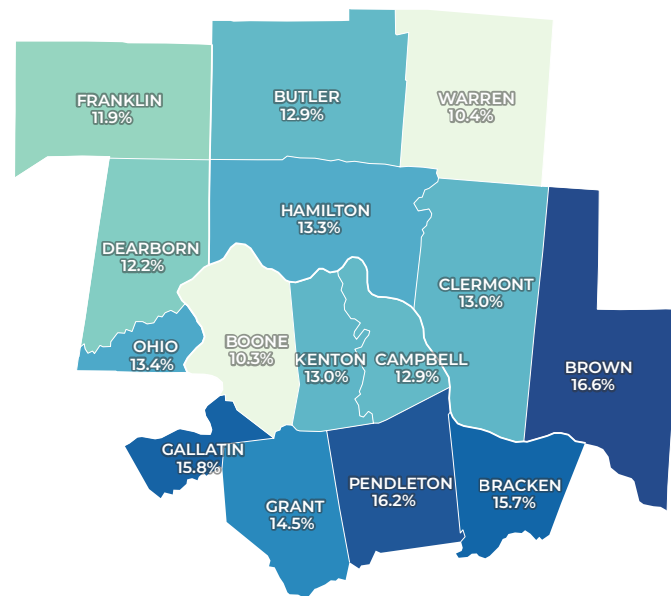 FRANKLIN
11.9%
BUTLER
12.9%
WARREN
10.4%
HAMILTON
13.3%
DEARBORN
12.2%
CLERMONT
13.0%
OHIO
13.4%
BOONE
10.3%
KENTON
13.0%
CAMPBELL
12.9%
BROWN
16.6%
GALLATIN
15.8%
GRANT
14.5%
PENDLETON
16.2%
BRACKEN
15.7%